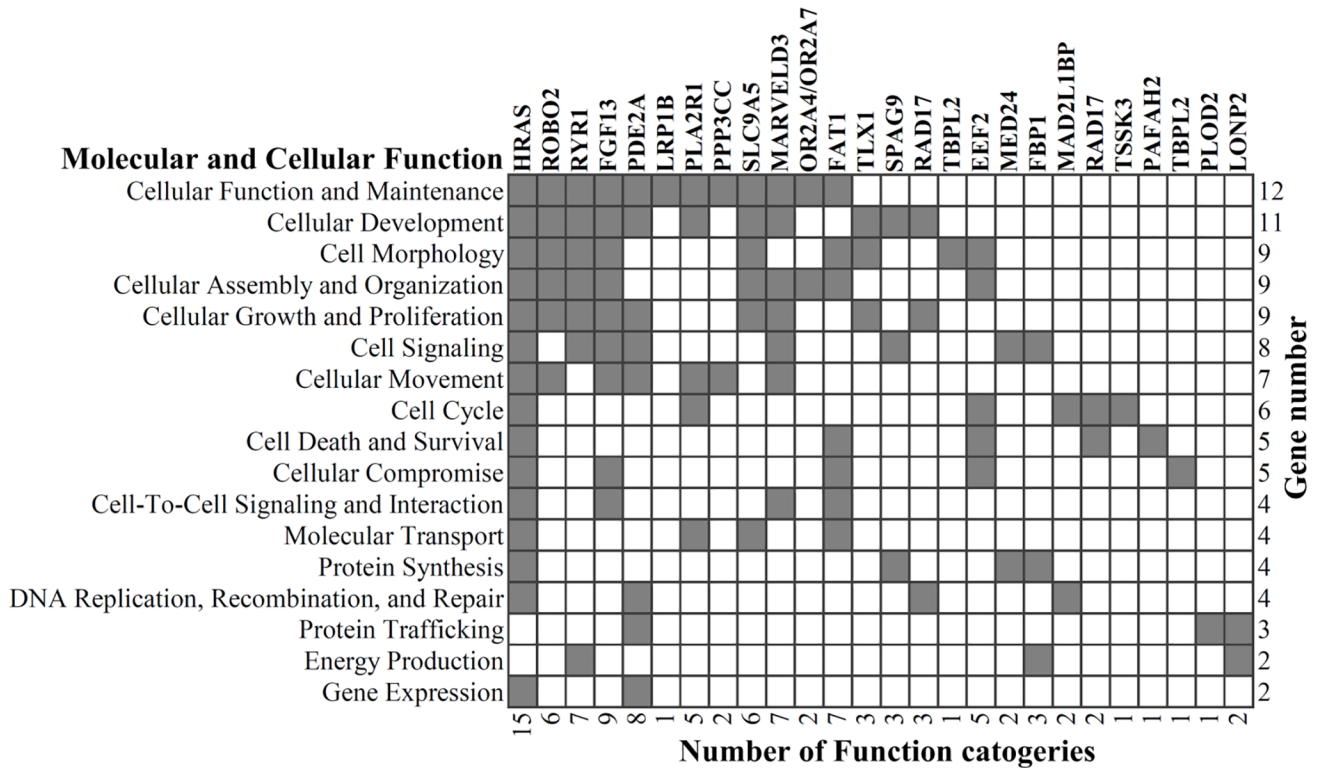 HRAS
ROBO2
RYR1
FGF13
PDE2A
LRP1B
PLA2R1
PPP3CC
SLC9A5
MARVELD3
OR2A4/OR2A7
FAT1
TLX1
SPAG9
RAD17
TBPL2
EEF2
MED24
FBP1
MAD2L1BP
RAD17
TSSK3
PAFAH2
TBPL2
PLOD2
LONP2
Molecular and Cellular Function
Cellular Function and Maintenance 12
Cellular Development 11
Cell Morphology 9
Cellular Assembly and Organization 9
Cellular Growth and Proliferation 9
Cell Signaling 8
Cellular Movement 7
Cell Cycle 6
Cell Death and Survival 5
Cellular Compromise 5
Cell-To-Cell Signaling and Interaction 4
Molecular Transport 4
Protein Synthesis 4
DNA Replication, Recombination, and Repair 4
Protein Trafficking 3
Energy Production 2
Gene Expression 2
Gene number
15 6 7 9 8 1 5 2 6 7 2 7 3 3 3 1 5 2 3 2 2 1 1 1 1 2
Number of Function catogeries